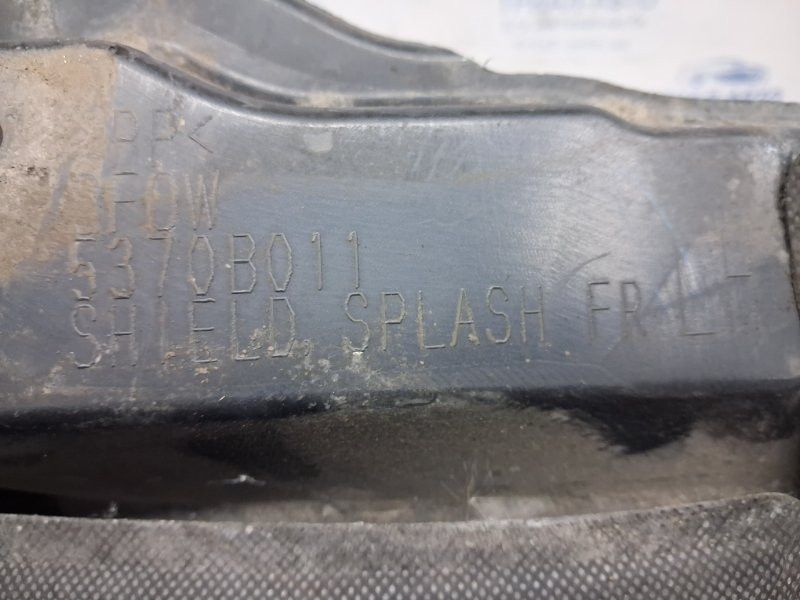 PP<
5370B011
SHIELD, SPLASH FR LH